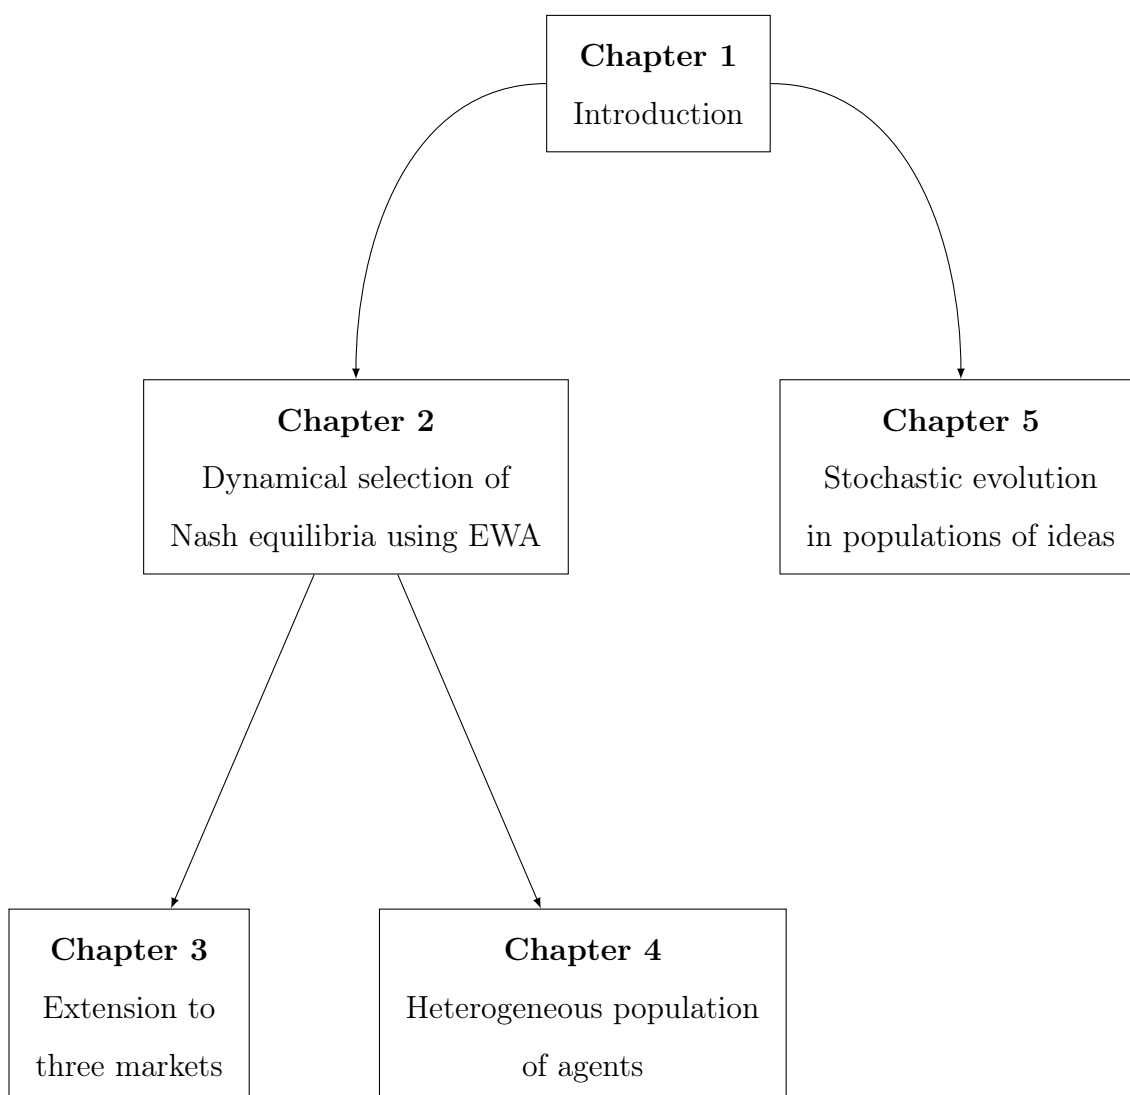 Chapter 1
Introduction
Chapter 2
Dynamical selection of
Nash equilibria using EWA
Chapter 5
Stochastic evolution
in populations of ideas
Chapter 3
Extension to
three markets
Chapter 4
Heterogeneous population
of agents